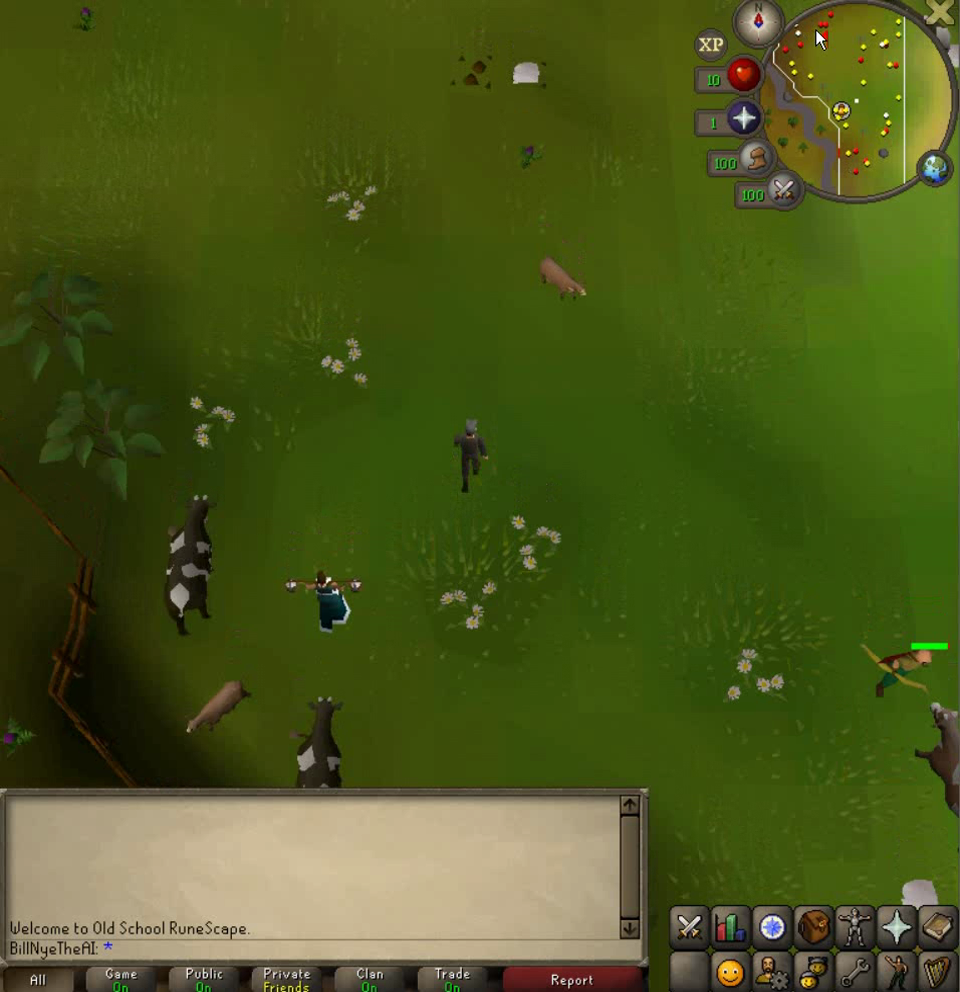 N
XP
10
1
100
100
Welcome to Old School RuneScape.
BillNyeTheAI: *
All
Game
On
Public
On
Private
Friends
Clan
On
Trade
On
Report